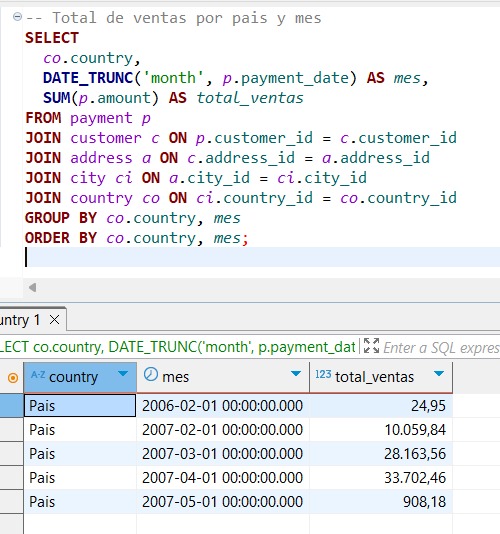 -- Total de ventas por pais y mes
SELECT
co.country,
DATE_TRUNC('month', p.payment_date) AS mes,
SUM(p.amount) AS total_ventas
FROM payment p
JOIN customer c ON p.customer_id = c.customer_id
JOIN address a ON c.address_id = a.address_id
JOIN city ci ON a.city_id = ci.city_id
JOIN country co ON ci.country_id = co.country_id
GROUP BY co.country, mes
ORDER BY co.country, mes;
untry 1
LECT co.country, DATE_TRUNC('month', p.payment_dat Enter a SQL expres
A-Z country mes 123 total_ventas
Pais 2006-02-01 00:00:00.000 24,95
Pais 2007-02-01 00:00:00.000 10.059,84
Pais 2007-03-01 00:00:00.000 28.163,56
Pais 2007-04-01 00:00:00.000 33.702,46
Pais 2007-05-01 00:00:00.000 908,18